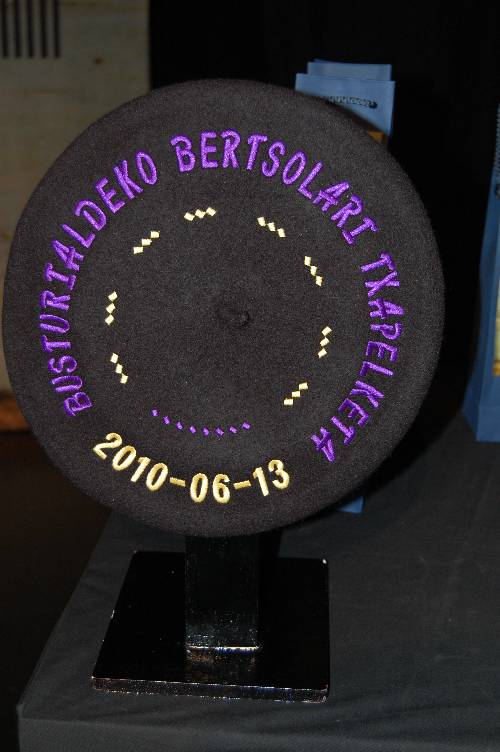 BUSTURIALDEKO BERTSOLARI TXAPELKETA
2010-06-13